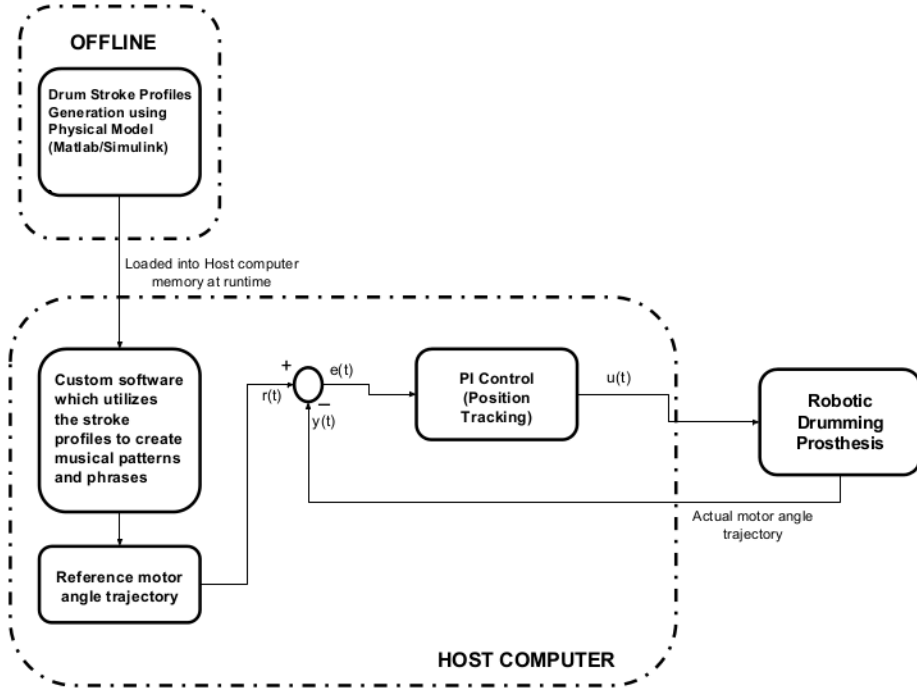 OFFLINE
Drum Stroke Profiles
Generation using
Physical Model
(Matlab/Simulink)
Loaded into Host computer
memory at runtime
Custom software
which utilizes
the stroke
profiles to create
musical patterns
and phrases
Reference motor
angle trajectory
+
r(t)
e(t)
−
y(t)
PI Control
(Position
Tracking)
u(t)
Robotic
Drumming
Prosthesis
Actual motor angle
trajectory
HOST COMPUTER